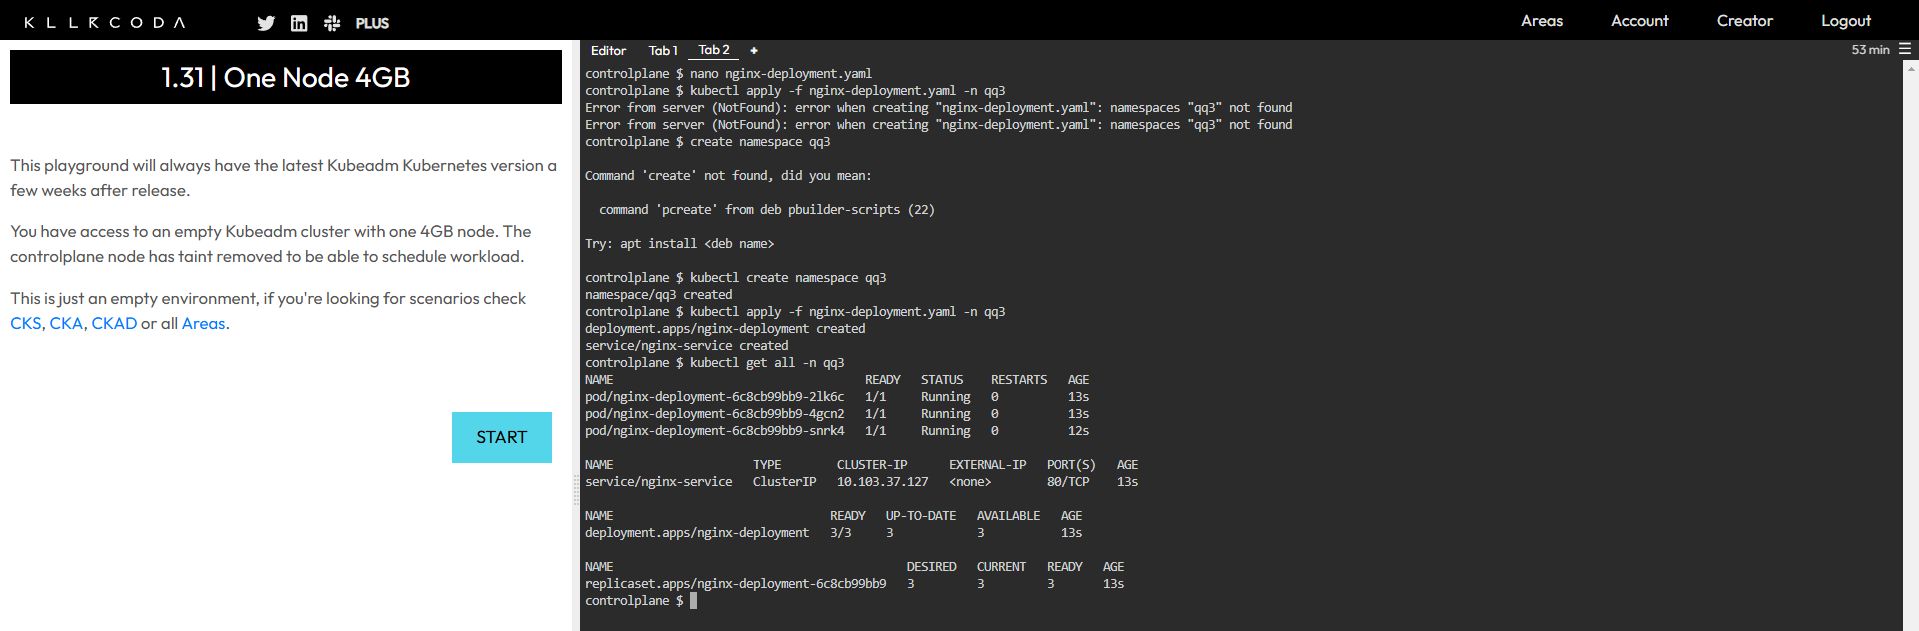 KLLRCODA PLUS Areas Account Creator Logout
1.31 | One Node 4GB
This playground will always have the latest Kubeadm Kubernetes version a
few weeks after release.
You have access to an empty Kubeadm cluster with one 4GB node. The
controlplane node has taint removed to be able to schedule workload.
This is just an empty environment, if you're looking for scenarios check
CKS, CKA, CKAD or all Areas.
START
Editor Tab 1 Tab 2 + 53 min
controlplane $ nano nginx-deployment.yaml
controlplane $ kubectl apply -f nginx-deployment.yaml -n qq3
Error from server (NotFound): error when creating "nginx-deployment.yaml": namespaces "qq3" not found
Error from server (NotFound): error when creating "nginx-deployment.yaml": namespaces "qq3" not found
controlplane $ create namespace qq3
Command 'create' not found, did you mean:
command 'pcreate' from deb pbuilder-scripts (22)
Try: apt install <deb name>
controlplane $ kubectl create namespace qq3
namespace/qq3 created
controlplane $ kubectl apply -f nginx-deployment.yaml -n qq3
deployment.apps/nginx-deployment created
service/nginx-service created
controlplane $ kubectl get all -n qq3
NAME READY STATUS RESTARTS AGE
pod/nginx-deployment-6c8cb99bb9-2lk6c 1/1 Running 0 13s
pod/nginx-deployment-6c8cb99bb9-4gcn2 1/1 Running 0 13s
pod/nginx-deployment-6c8cb99bb9-snrk4 1/1 Running 0 12s
NAME TYPE CLUSTER-IP EXTERNAL-IP PORT(S) AGE
service/nginx-service ClusterIP 10.103.37.127 <none> 80/TCP 13s
NAME READY UP-TO-DATE AVAILABLE AGE
deployment.apps/nginx-deployment 3/3 3 3 13s
NAME DESIRED CURRENT READY AGE
replicaset.apps/nginx-deployment-6c8cb99bb9 3 3 3 13s
controlplane $